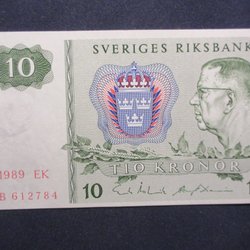 SVERIGES RIKSBANK
10
1989 EK
B 612784
TIO KRONOR
10